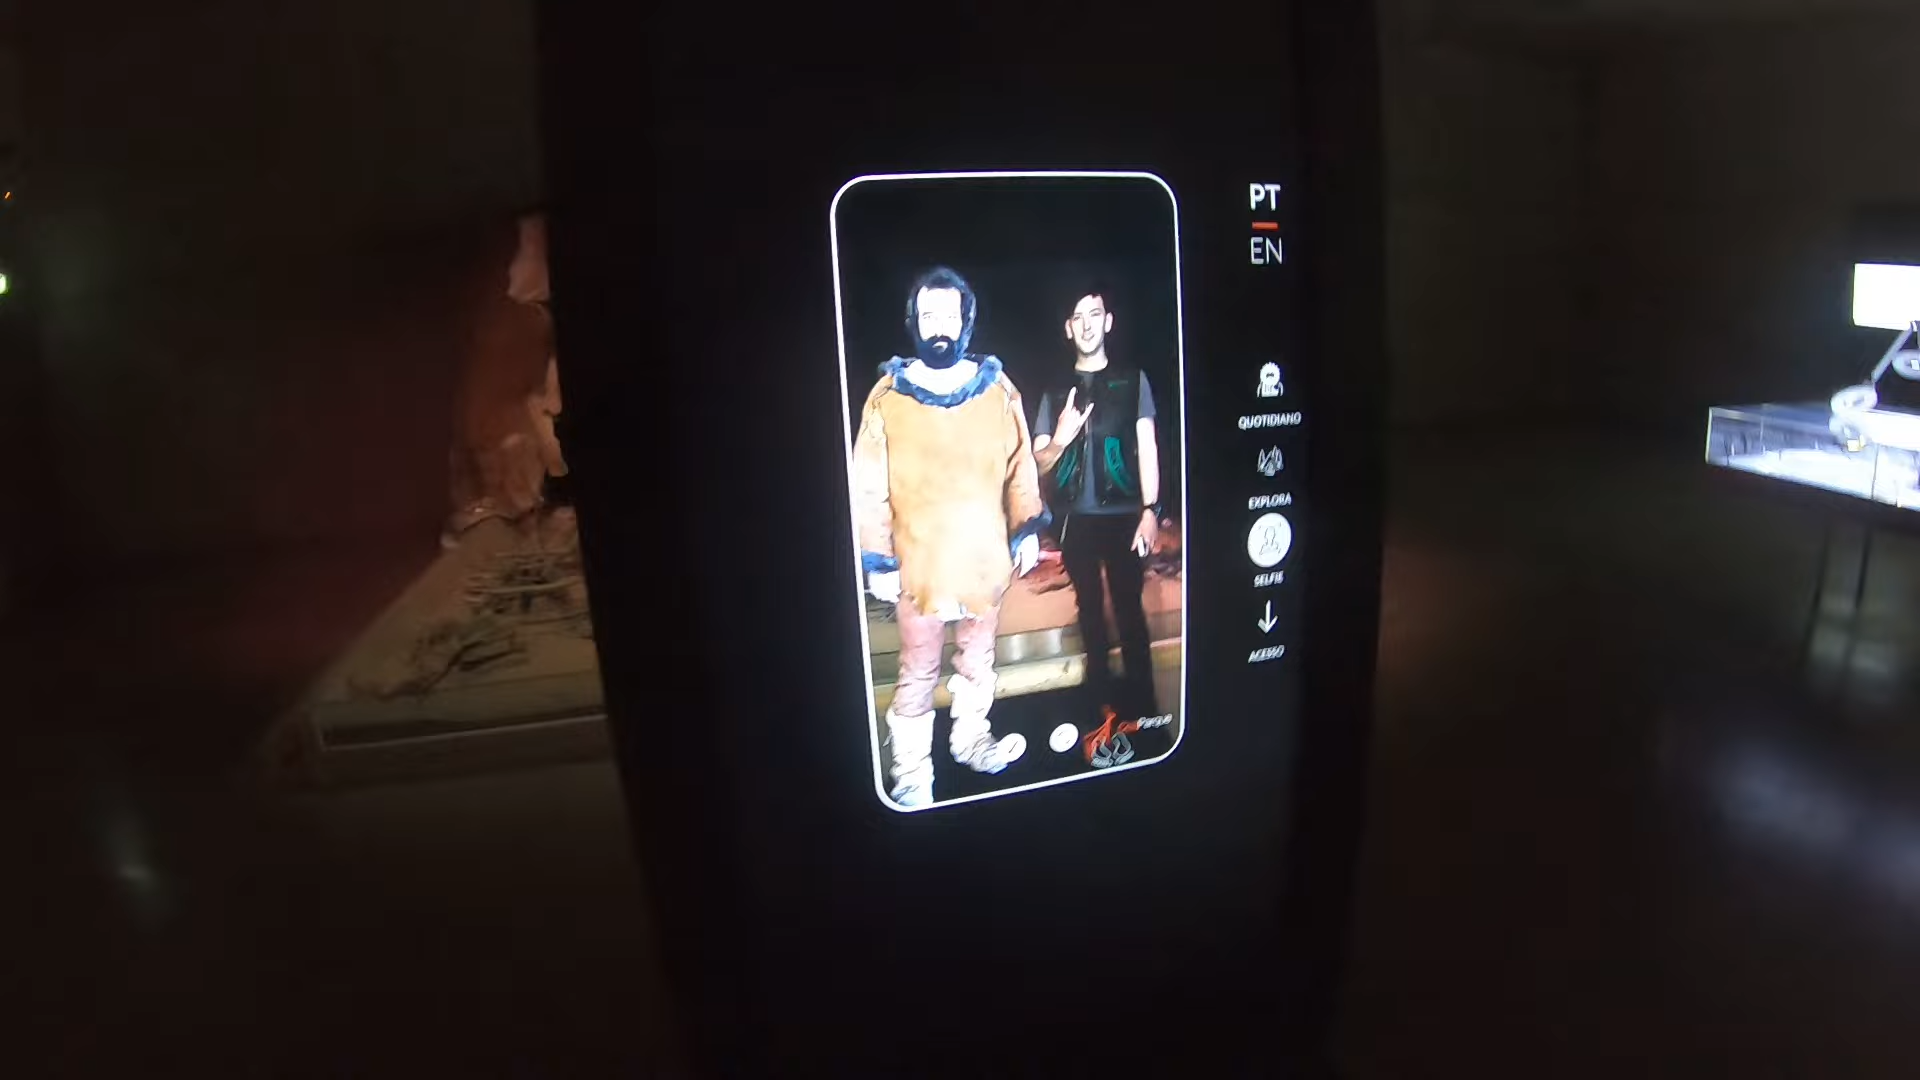 PT
EN
QUOTIDIANO
EXPLORA
SELFIE
ACESSO
Parque